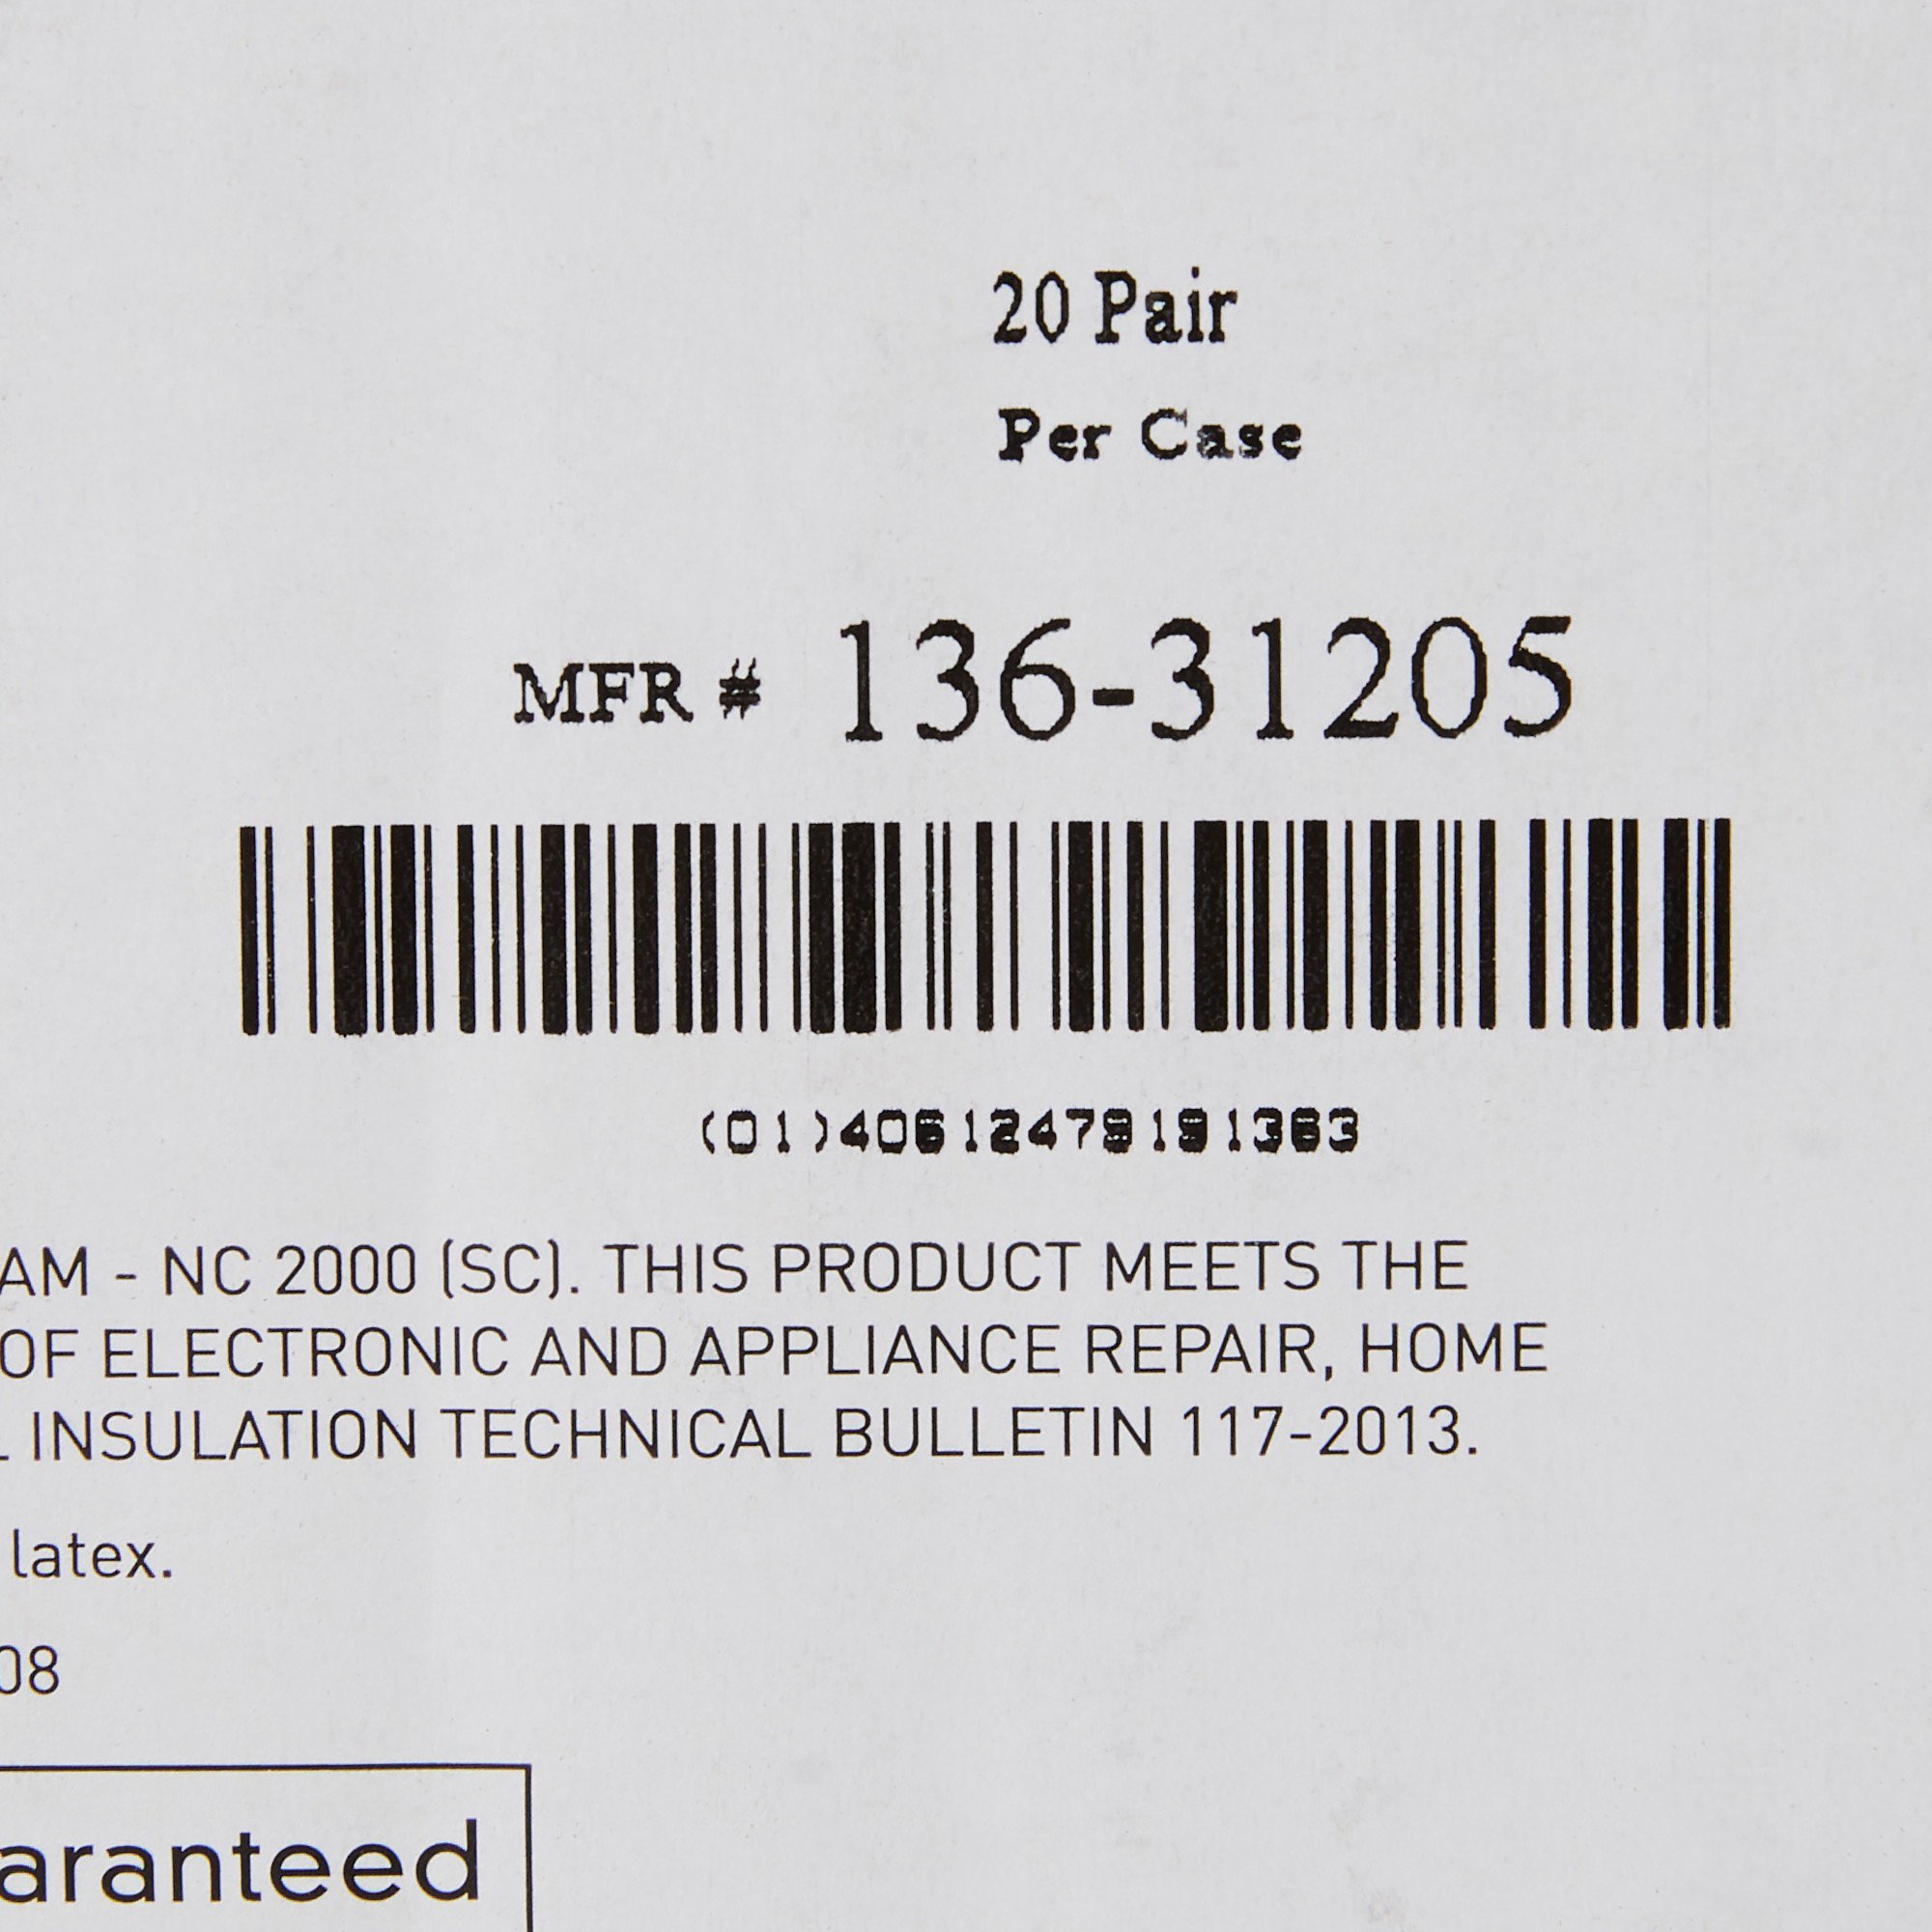 20 Pair
Per Case
MFR # 136-31205
(01)40612479191363
AM - NC 2000 (SC). THIS PRODUCT MEETS THE
OF ELECTRONIC AND APPLIANCE REPAIR, HOME
INSULATION TECHNICAL BULLETIN 117-2013.
latex.
08
aranteed